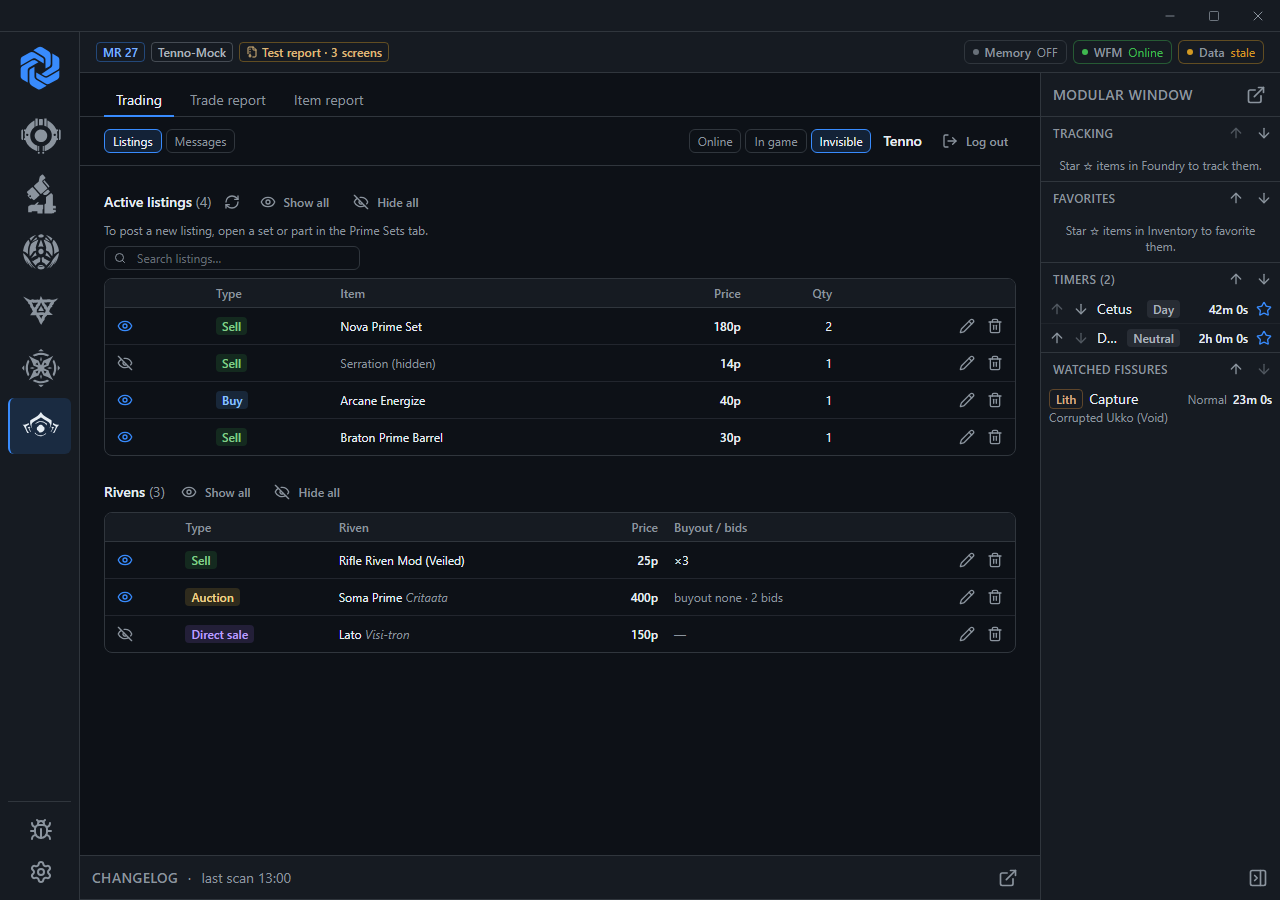 MR 27 Tenno-Mock Test report · 3 screens Memory OFF WFM Online Data stale
Trading Trade report Item report
Listings Messages Online In game Invisible Tenno Log out
Active listings (4) Show all Hide all
To post a new listing, open a set or part in the Prime Sets tab.
Search listings...
Type Item Price Qty
Sell Nova Prime Set 180p 2
Sell Serration (hidden) 14p 1
Buy Arcane Energize 40p 1
Sell Braton Prime Barrel 30p 1
Rivens (3) Show all Hide all
Type Riven Price Buyout / bids
Sell Rifle Riven Mod (Veiled) 25p ×3
Auction Soma Prime Critaata 400p buyout none · 2 bids
Direct sale Lato Visi-tron 150p —
CHANGELOG · last scan 13:00
MODULAR WINDOW
TRACKING
Star ☆ items in Foundry to track them.
FAVORITES
Star ☆ items in Inventory to favorite
them.
TIMERS (2)
Cetus Day 42m 0s
D... Neutral 2h 0m 0s
WATCHED FISSURES
Lith Capture Normal 23m 0s
Corrupted Ukko (Void)